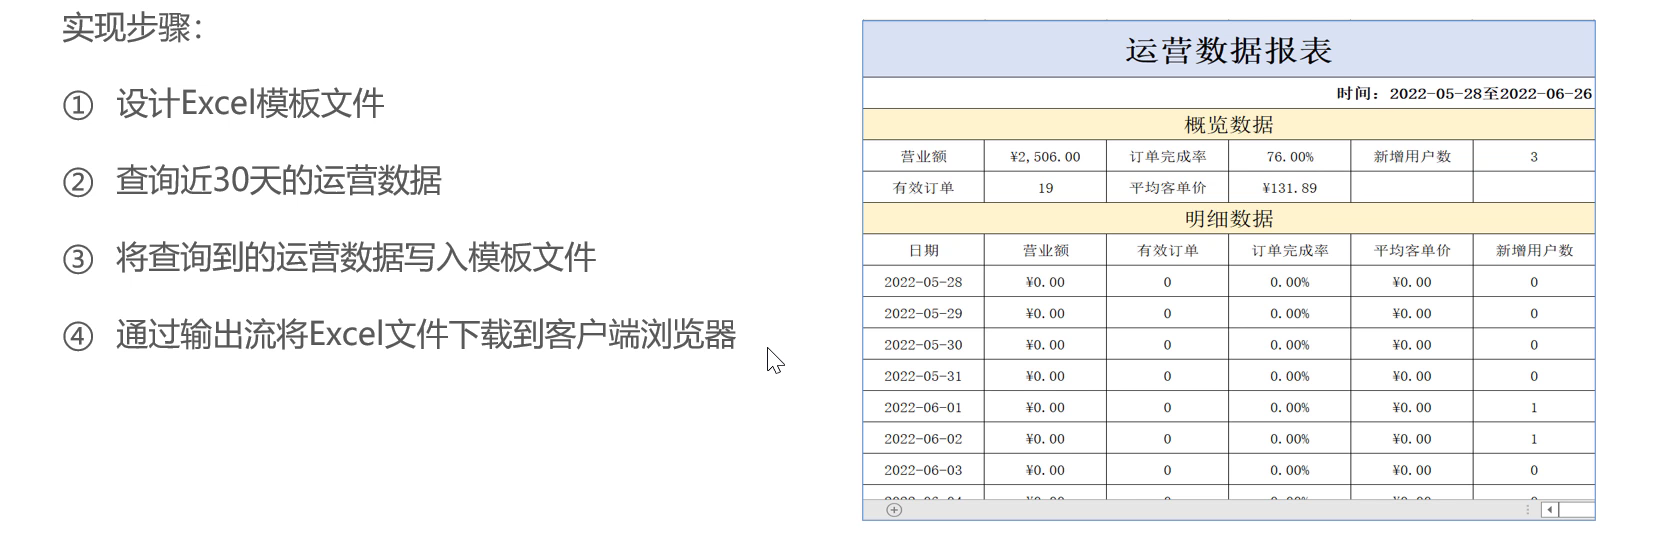 实现步骤：
① 设计Excel模板文件
② 查询近30天的运营数据
③ 将查询到的运营数据写入模板文件
④ 通过输出流将Excel文件下载到客户端浏览器
运营数据报表
时间：2022-05-28至2022-06-26
概览数据
营业额 ¥2,506.00 订单完成率 76.00% 新增用户数 3
有效订单 19 平均客单价 ¥131.89
明细数据
日期 营业额 有效订单 订单完成率 平均客单价 新增用户数
2022-05-28 ¥0.00 0 0.00% ¥0.00 0
2022-05-29 ¥0.00 0 0.00% ¥0.00 0
2022-05-30 ¥0.00 0 0.00% ¥0.00 0
2022-05-31 ¥0.00 0 0.00% ¥0.00 0
2022-06-01 ¥0.00 0 0.00% ¥0.00 1
2022-06-02 ¥0.00 0 0.00% ¥0.00 1
2022-06-03 ¥0.00 0 0.00% ¥0.00 0